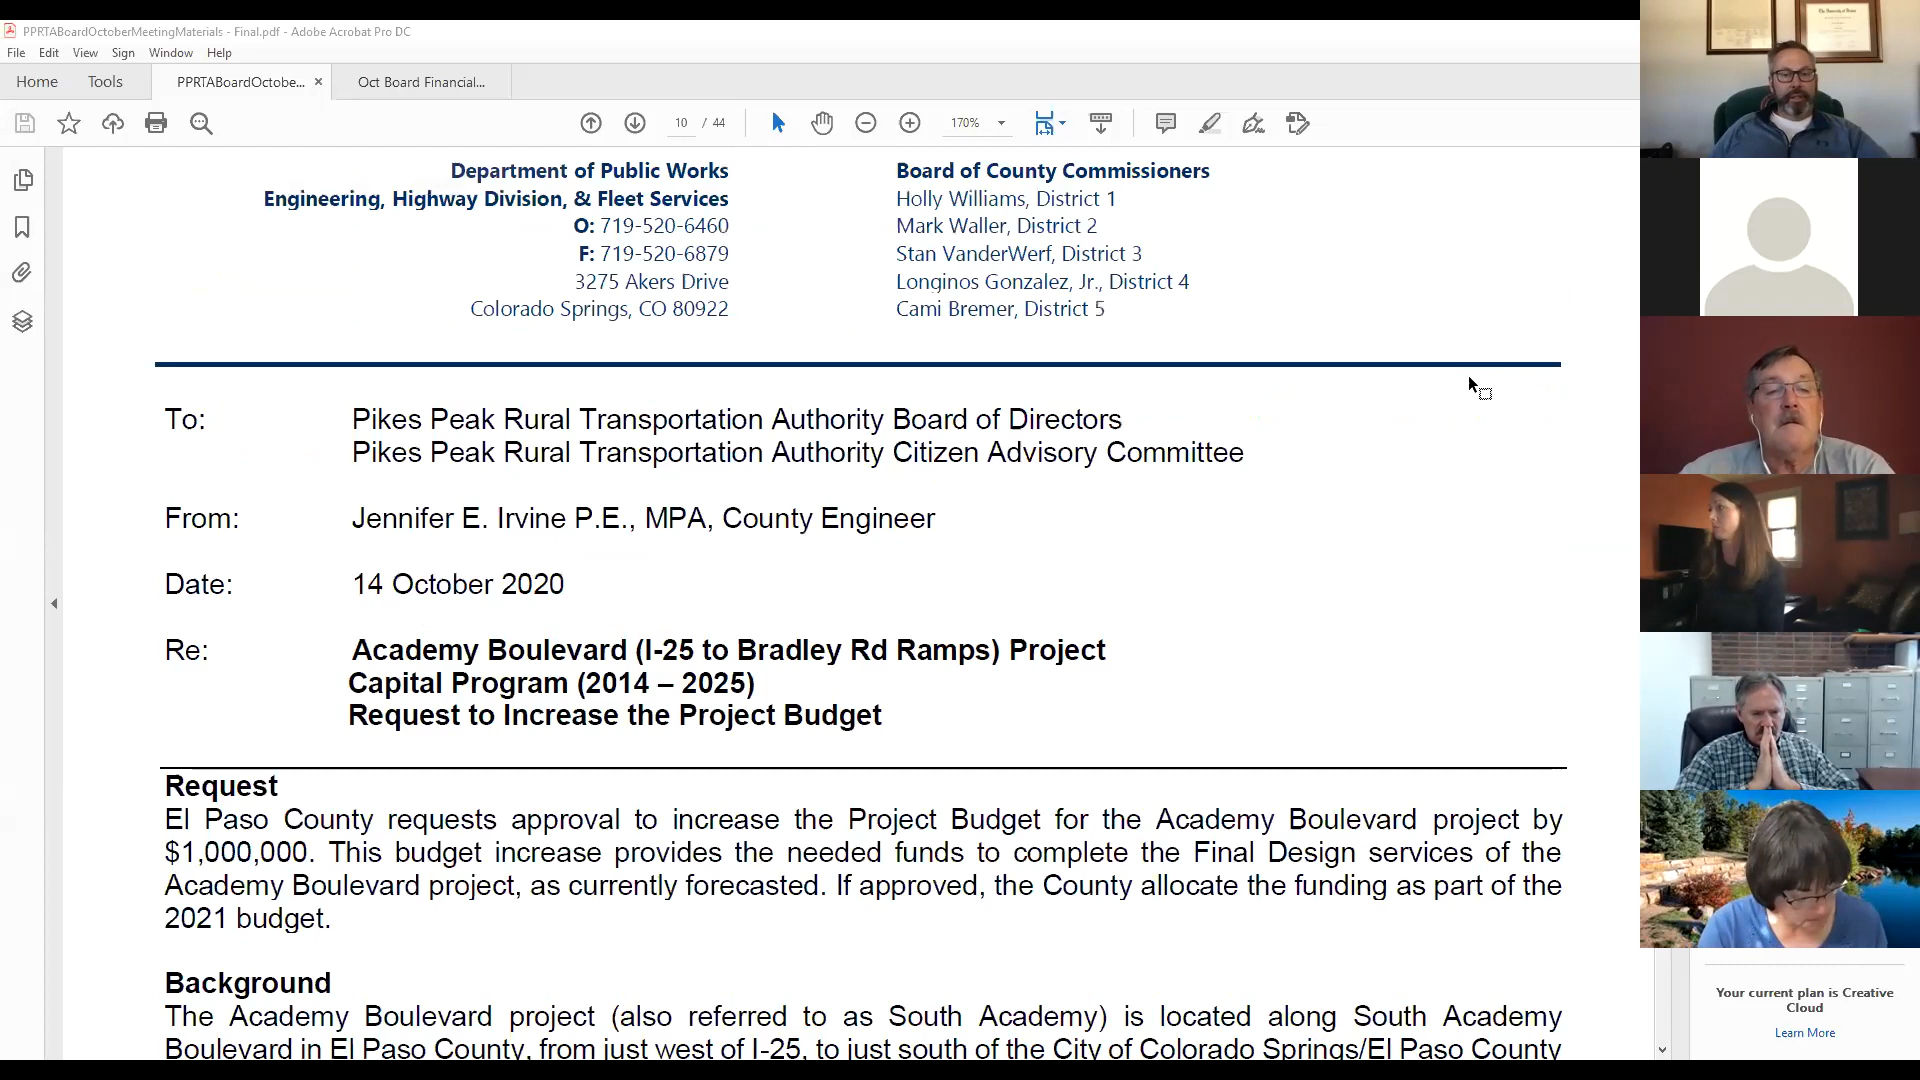 PPRTABoardOctoberMeetingMaterials - Final.pdf - Adobe Acrobat Pro DC
File Edit View Sign Window Help
Home Tools PPRTABoardOctobe... × Oct Board Financial...
10 / 44 170%
Department of Public Works
Engineering, Highway Division, & Fleet Services
O: 719-520-6460
F: 719-520-6879
3275 Akers Drive
Colorado Springs, CO 80922
Board of County Commissioners
Holly Williams, District 1
Mark Waller, District 2
Stan VanderWerf, District 3
Longinos Gonzalez, Jr., District 4
Cami Bremer, District 5
To: Pikes Peak Rural Transportation Authority Board of Directors
Pikes Peak Rural Transportation Authority Citizen Advisory Committee
From: Jennifer E. Irvine P.E., MPA, County Engineer
Date: 14 October 2020
Re: Academy Boulevard (I-25 to Bradley Rd Ramps) Project
Capital Program (2014 – 2025)
Request to Increase the Project Budget
Request
El Paso County requests approval to increase the Project Budget for the Academy Boulevard project by
$1,000,000. This budget increase provides the needed funds to complete the Final Design services of the
Academy Boulevard project, as currently forecasted. If approved, the County allocate the funding as part of the
2021 budget.
Background
The Academy Boulevard project (also referred to as South Academy) is located along South Academy
Boulevard in El Paso County, from just west of I-25, to just south of the City of Colorado Springs/El Paso County
Your current plan is Creative
Cloud
Learn More